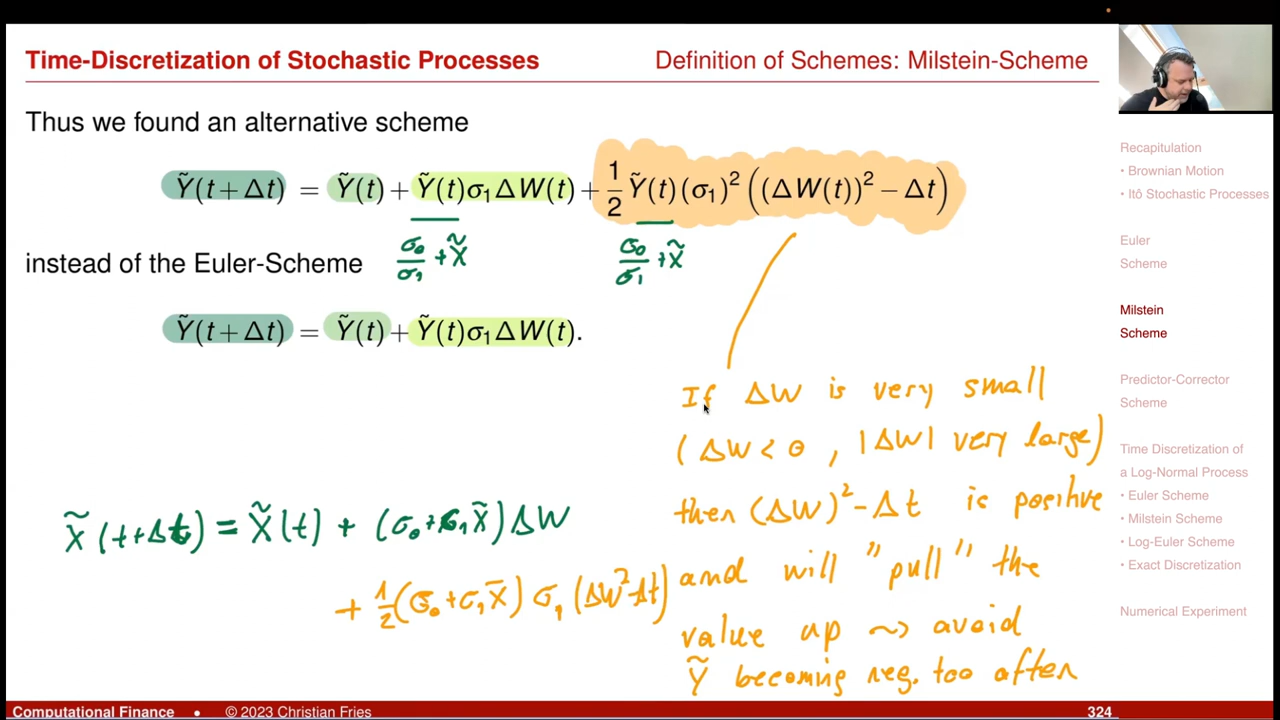 Time-Discretization of Stochastic Processes
Definition of Schemes: Milstein-Scheme
Thus we found an alternative scheme
Ỹ(t+Δt) = Ỹ(t)+Ỹ(t)σ₁ΔW(t)+ 1/2 Ỹ(t)(σ₁)² ((ΔW(t))² − Δt)
σ₀/σ₁ + X̃
σ₀/σ₁ + X̃
instead of the Euler-Scheme
Ỹ(t+Δt) = Ỹ(t)+Ỹ(t)σ₁ΔW(t).
If ΔW is very small
(ΔW < 0, |ΔW| very large)
then (ΔW)² - Δt is positive
and will "pull" the
value up ~> avoid
Ỹ becoming neg. too often
X̃(t+Δt) = X̃(t) + (σ₀+σ₁X̃)ΔW
+ 1/2 (σ₀+σ₁X̃) σ₁ (ΔW²-Δt)
Recapitulation
• Brownian Motion
• Itô Stochastic Processes
Euler
Scheme
Milstein
Scheme
Predictor-Corrector
Scheme
Time Discretization of
a Log-Normal Process
• Euler Scheme
• Milstein Scheme
• Log-Euler Scheme
• Exact Discretization
Numerical Experiment
Computational Finance • © 2023 Christian Fries
324